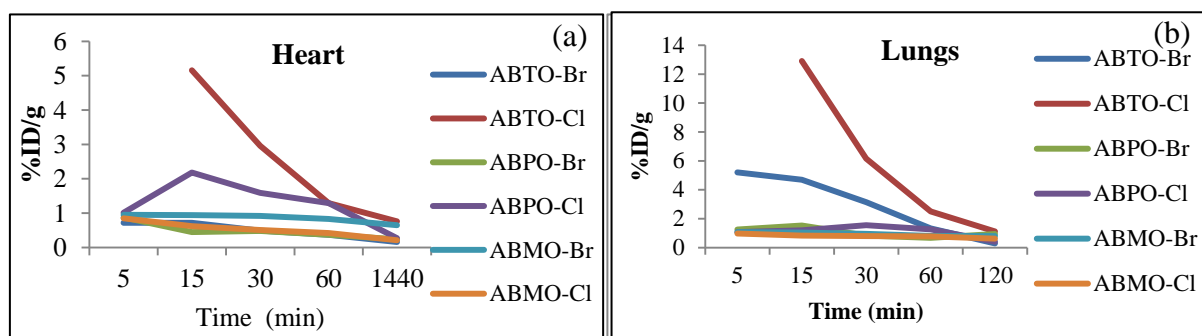 (a)
Heart
%ID/g
6
5
4
3
2
1
0
5 15 30 60 1440
Time (min)
ABTO-Br
ABTO-Cl
ABPO-Br
ABPO-Cl
ABMO-Br
ABMO-Cl
(b)
Lungs
%ID/g
14
12
10
8
6
4
2
0
5 15 30 60 120
Time (min)
ABTO-Br
ABTO-Cl
ABPO-Br
ABPO-Cl
ABMO-Br
ABMO-Cl